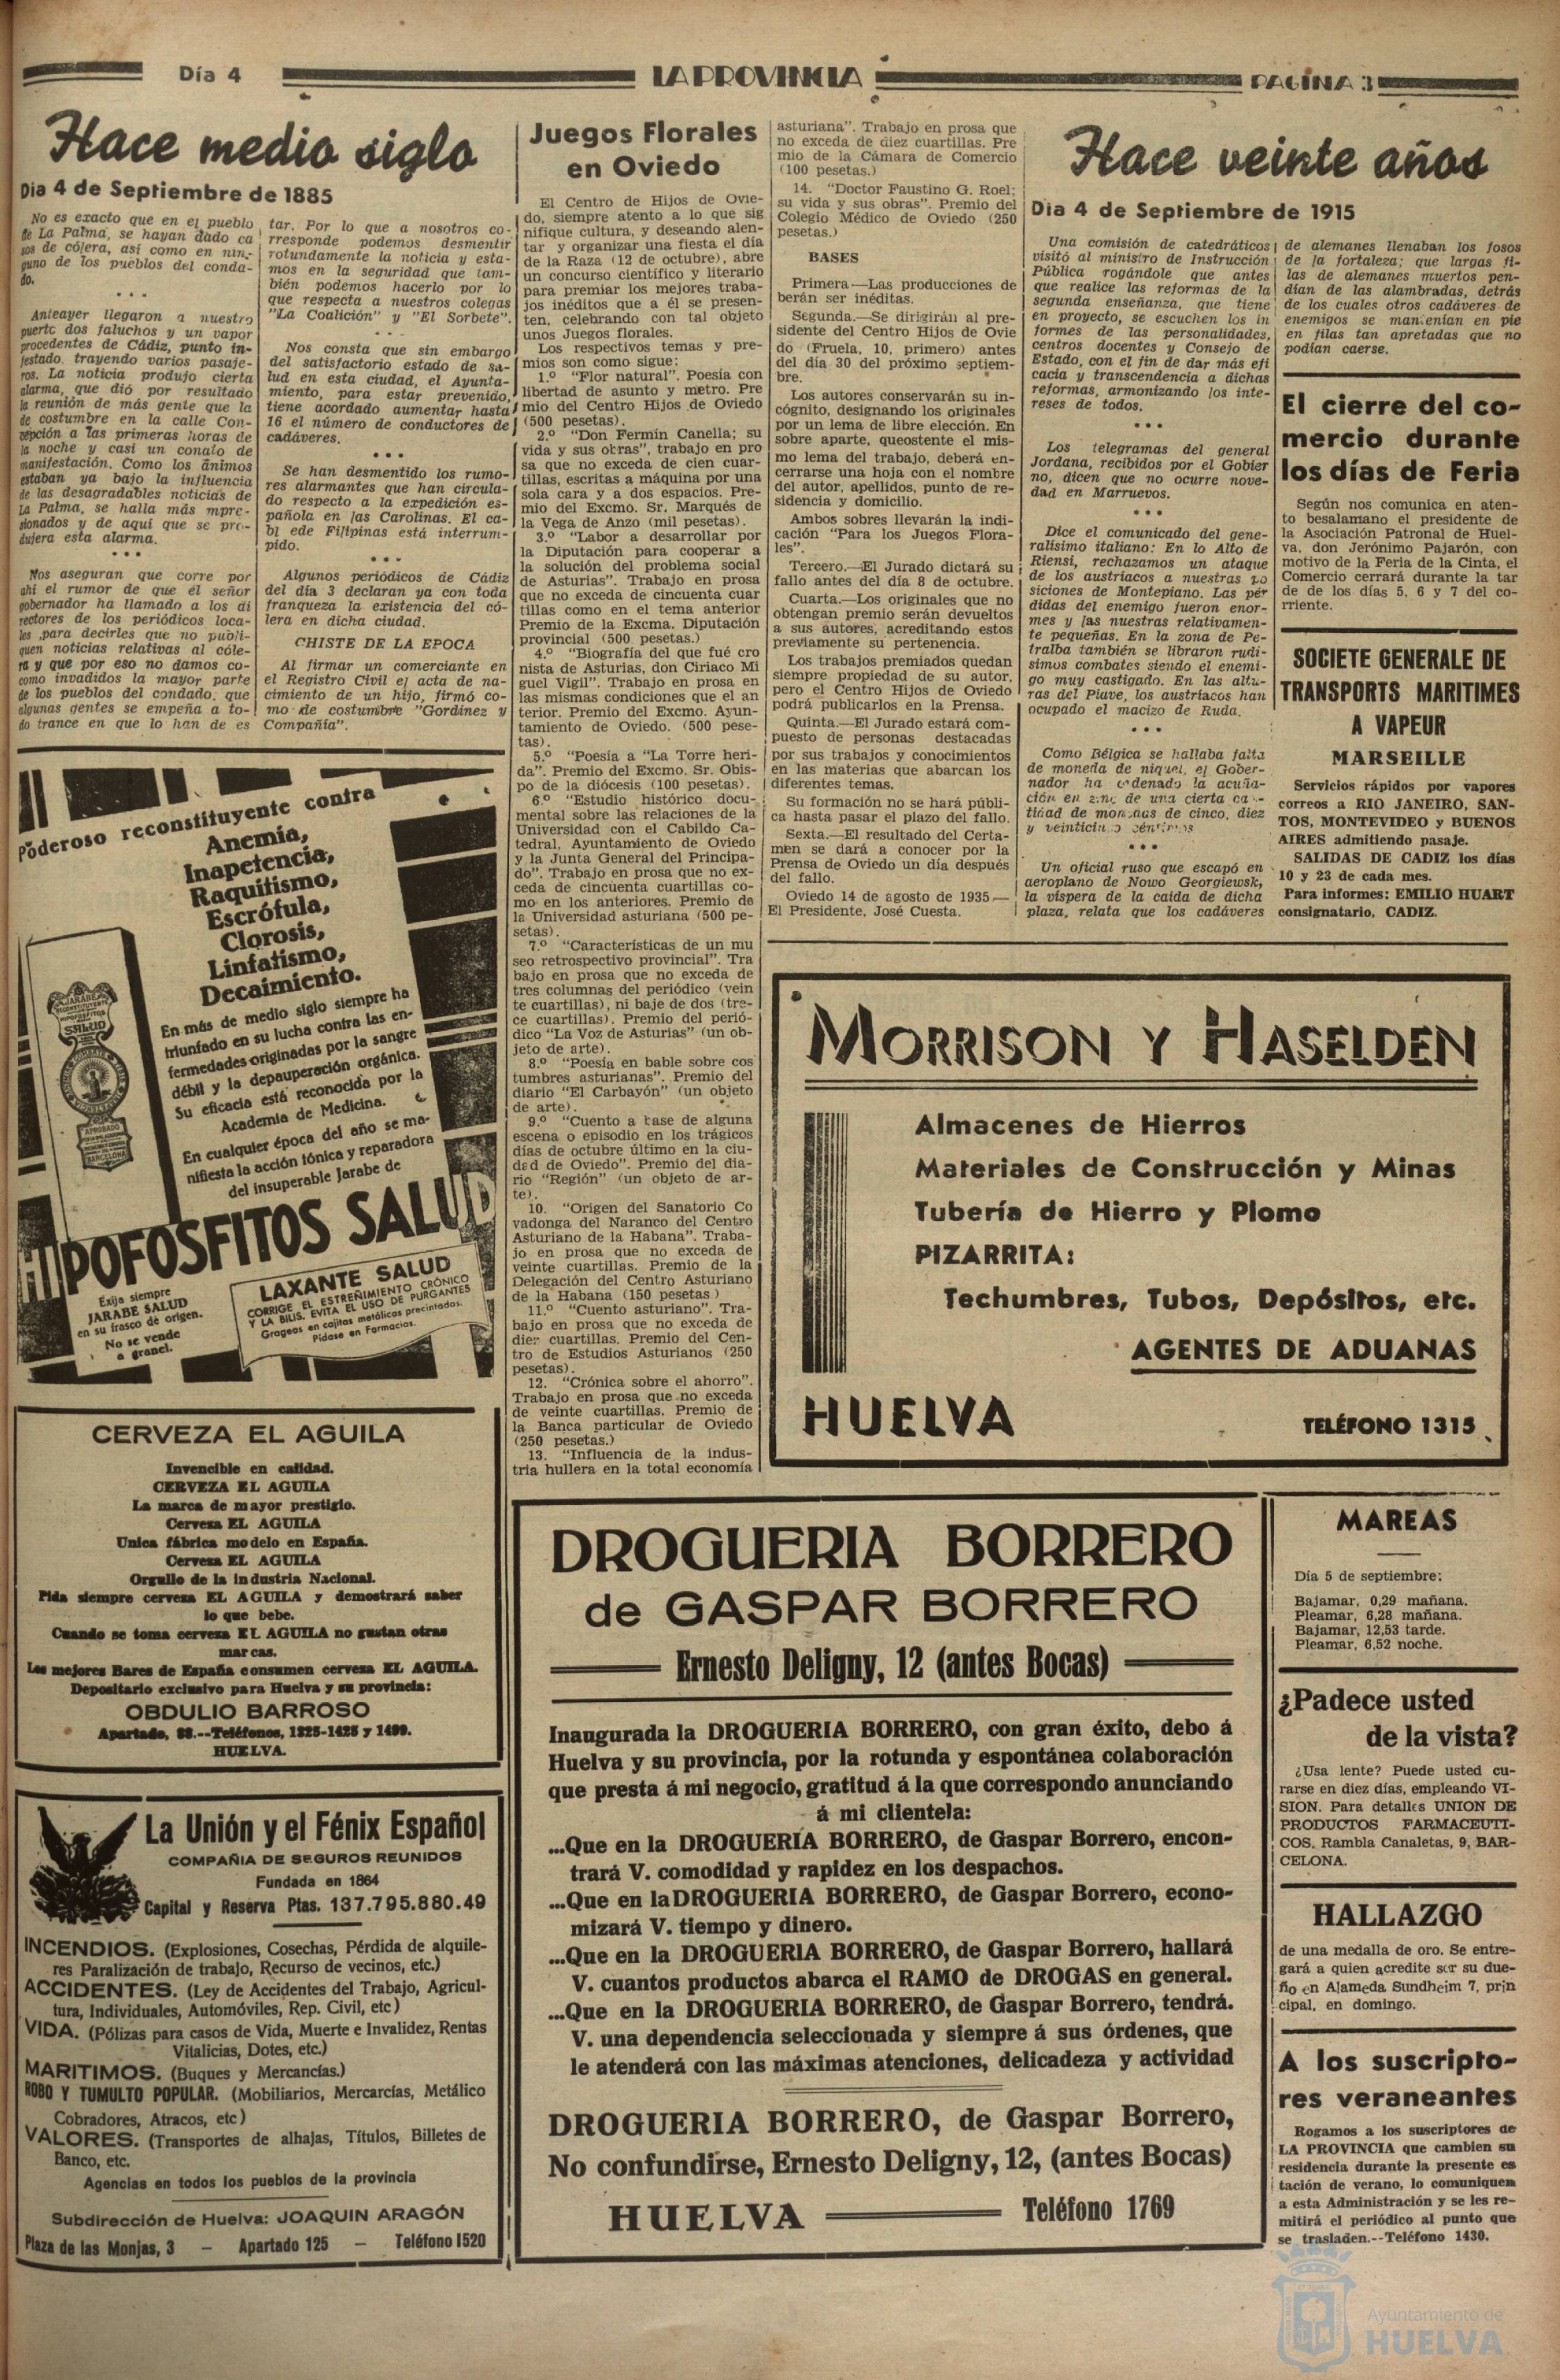 Día 4
LA PROVINCIA
PAGINA 3
Hace medio siglo
Dia 4 de Septiembre de 1885
No es exacto que en el pueblo
de La Palma, se hayan dado ca
sos de cólera, así como en nin-
guno de los pueblos del conda-
do.
* * *
Anteayer llegaron a nuestro
puerto dos faluchos y un vapor
procedentes de Cádiz, punto in-
festado, trayendo varios pasaje-
ros. La noticia produjo cierta
alarma, que dió por resultado
la reunión de más gente que la
de costumbre en la calle Con-
cepción a las primeras horas de
la noche y casi un conato de
manifestación. Como los ánimos
estaban ya bajo la influencia
de las desagradables noticias de
La Palma, se halla más mpre-
sionados y de aquí que se pro-
dujera esta alarma.
* * *
Nos aseguran que corre por
ahi el rumor de que él señor
gobernador ha llamado a los di
rectores de los periódicos loca-
les ,para decirles que no publi-
quen noticias relativas al cóle-
ra y que por eso no damos co-
como invadidos la mayor parte
de los pueblos del condado, que
algunas gentes se empeña a to-
do trance en que lo han de es
tar. Por lo que a nosotros co-
rresponde podemos desmentir
rotundamente la noticia y esta-
mos en la seguridad que tam-
bién podemos hacerlo por lo
que respecta a nuestros colegas
"La Coalición" y "El Sorbete".
* * *
Nos consta que sin embargo
del satisfactorio estado de sa-
lud en esta ciudad, el Ayunta-
miento, para estar prevenido,
tiene acordado aumentar hasta
16 el número de conductores de
cadáveres.
* * *
Se han desmentido los rumo-
res alarmantes que han circula-
do respecto a la expedición es-
pañola en las Carolinas. El ca-
bl ede Filipinas está interrum-
pido.
* * *
Algunos periódicos de Cádiz
del día 3 declaran ya con toda
franqueza la existencia del có-
lera en dicha ciudad.
CHISTE DE LA EPOCA
Al firmar un comerciante en
el Registro Civil el acta de na-
cimiento de un hijo, firmó co-
mo de costumbre "Gordinez y
Compañía".
Poderoso reconstituyente contra
Anemia,
Inapetencia,
Raquitismo,
Escrófula,
Clorosis,
Linfatismo,
Decaimiento.
En más de medio siglo siempre ha
triunfado en su lucha contra las en-
fermedades originadas por la sangre
débil y la depauperación orgánica.
Su eficacia está reconocida por la
Academia de Medicina.
En cualquier época del año se ma-
nifiesta la acción tónica y reparadora
del insuperable Jarabe de
JARABE
SALUD
APROBADO
BARCELONA
HIPOFOSFITOS SALUD
Exija siempre
JARABE SALUD
en su frasco de origen.
No se vende
a granel.
LAXANTE SALUD
CORRIGE EL ESTREÑIMIENTO CRÓNICO
Y LA BILIS. EVITA EL USO DE PURGANTES
Grageas en cajitas metálicas precintadas.
Pídase en Farmacias.
CERVEZA EL AGUILA
Invencible en calidad.
CERVEZA EL AGUILA
La marca de mayor prestigio.
Cerveza EL AGUILA
Unica fábrica modelo en España.
Cerveza EL AGUILA
Orgullo de la industria Nacional.
Pida siempre cerveza EL AGUILA y demostrará saber
lo que bebe.
Cuando se toma cerveza EL AGUILA no gustan otras
marcas.
Los mejores Bares de España consumen cerveza EL AGUILA.
Depositario exclusivo para Huelva y su provincia:
OBDULIO BARROSO
Apartado, 88.--Teléfonos, 1225-1425 y 1499.
HUELVA.
La Unión y el Fénix Español
COMPAÑIA DE SEGUROS REUNIDOS
Fundada en 1864
Capital y Reserva Ptas. 137.795.880.49
INCENDIOS. (Explosiones, Cosechas, Pérdida de alquile-
res Paralización de trabajo, Recurso de vecinos, etc.)
ACCIDENTES. (Ley de Accidentes del Trabajo, Agricul-
tura, Individuales, Automóviles, Rep. Civil, etc)
VIDA. (Pólizas para casos de Vida, Muerte e Invalidez, Rentas
Vitalicias, Dotes, etc.)
MARITIMOS. (Buques y Mercancías.)
ROBO Y TUMULTO POPULAR. (Mobiliarios, Mercarcías, Metálico
Cobradores, Atracos, etc)
VALORES. (Transportes de alhajas, Títulos, Billetes de
Banco, etc.
Agencias en todos los pueblos de la provincia
Subdirección de Huelva: JOAQUIN ARAGÓN
Plaza de las Monjas, 3 — Apartado 125 — Teléfono 1520
Juegos Florales
en Oviedo
El Centro de Hijos de Ovie-
do, siempre atento a lo que sig
nifique cultura, y deseando alen-
tar y organizar una fiesta el día
de la Raza (12 de octubre), abre
un concurso científico y literario
para premiar los mejores traba-
jos inéditos que a él se presen-
ten, celebrando con tal objeto
unos Juegos florales.
Los respectivos temas y pre-
mios son como sigue:
1.º "Flor natural". Poesía con
libertad de asunto y metro. Pre
mio del Centro Hijos de Oviedo
(500 pesetas).
2.º "Don Fermín Canella; su
vida y sus obras", trabajo en pro
sa que no exceda de cien cuar-
tillas, escritas a máquina por una
sola cara y a dos espacios. Pre-
mio del Excmo. Sr. Marqués de
la Vega de Anzo (mil pesetas).
3.º "Labor a desarrollar por
la Diputación para cooperar a
la solución del problema social
de Asturias". Trabajo en prosa
que no exceda de cincuenta cuar
tillas como en el tema anterior
Premio de la Excma. Diputación
provincial (500 pesetas.)
4.º "Biografía del que fué cro
nista de Asturias, don Ciriaco Mi
guel Vigil". Trabajo en prosa en
las mismas condiciones que el an
terior. Premio del Excmo. Ayun-
tamiento de Oviedo. (500 pese-
tas).
5.º "Poesía a "La Torre heri-
da". Premio del Excmo. Sr. Obis-
po de la diócesis (100 pesetas).
6.º "Estudio histórico docu-
mental sobre las relaciones de la
Universidad con el Cabildo Ca-
tedral, Ayuntamiento de Oviedo
y la Junta General del Principa-
do". Trabajo en prosa que no ex-
ceda de cincuenta cuartillas co-
mo en los anteriores. Premio de
la Universidad asturiana (500 pe-
setas).
7.º "Características de un mu
seo retrospectivo provincial". Tra
bajo en prosa que no exceda de
tres columnas del periódico (vein
te cuartillas), ni baje de dos (tre-
ce cuartillas). Premio del perió-
dico "La Voz de Asturias" (un ob-
jeto de arte).
8.º "Poesía en bable sobre cos
tumbres asturianas". Premio del
diario "El Carbayón" (un objeto
de arte).
9.º "Cuento a base de alguna
escena o episodio en los trágicos
días de octubre último en la ciu-
dad de Oviedo". Premio del dia-
rio "Región" (un objeto de ar-
te).
10. "Origen del Sanatorio Co
vadonga del Naranco del Centro
Asturiano de la Habana". Traba-
jo en prosa que no exceda de
veinte cuartillas. Premio de la
Delegación del Centro Asturiano
de la Habana (150 pesetas )
11.º "Cuento asturiano". Tra-
bajo en prosa que no exceda de
diez cuartillas. Premio del Cen-
tro de Estudios Asturianos (250
pesetas).
12. "Crónica sobre el ahorro".
Trabajo en prosa que no exceda
de veinte cuartillas. Premio de
la Banca particular de Oviedo
(250 pesetas.)
13. "Influencia de la indus-
tria hullera en la total economía
asturiana". Trabajo en prosa que
no exceda de diez cuartillas. Pre
mio de la Cámara de Comercio
(100 pesetas.)
14. "Doctor Faustino G. Roel;
su vida y sus obras". Premio del
Colegio Médico de Oviedo (250
pesetas.)
BASES
Primera.—Las producciones de
berán ser inéditas.
Segunda.—Se dirigirán al pre-
sidente del Centro Hijos de Ovie
do (Fruela, 10, primero) antes
del día 30 del próximo septiem-
bre.
Los autores conservarán su in-
cógnito, designando los originales
por un lema de libre elección. En
sobre aparte, queostente el mis-
mo lema del trabajo, deberá en-
cerrarse una hoja con el nombre
del autor, apellidos, punto de re-
sidencia y domicilio.
Ambos sobres llevarán la indi-
cación "Para los Juegos Flora-
les".
Tercero.—El Jurado dictará su
fallo antes del día 8 de octubre.
Cuarta.—Los originales que no
obtengan premio serán devueltos
a sus autores, acreditando estos
previamente su pertenencia.
Los trabajos premiados quedan
siempre propiedad de su autor,
pero el Centro Hijos de Oviedo
podrá publicarlos en la Prensa.
Quinta.—El Jurado estará com-
puesto de personas destacadas
por sus trabajos y conocimientos
en las materias que abarcan los
diferentes temas.
Su formación no se hará públi-
ca hasta pasar el plazo del fallo.
Sexta.—El resultado del Certa-
men se dará a conocer por la
Prensa de Oviedo un día después
del fallo.
Oviedo 14 de agosto de 1935.—
El Presidente, José Cuesta.
Hace veinte años
Dia 4 de Septiembre de 1915
Una comisión de catedráticos
visitó al ministro de Instrucción
Pública rogándole que antes
que realice las reformas de la
segunda enseñanza, que tiene
en proyecto, se escuchen los in
formes de las personalidades,
centros docentes y Consejo de
Estado, con el fin de dar más efi
cacia y transcendencia a dichas
reformas, armonizando los inte-
reses de todos.
* * *
Los telegramas del general
Jordana, recibidos por el Gobier
no, dicen que no ocurre nove-
dad en Marruevos.
* * *
Dice el comunicado del gene-
ralísimo italiano: En lo Alto de
Riensi, rechazamos un ataque
de los austriacos a nuestras po
siciones de Montepiano. Las pér
didas del enemigo fueron enor-
mes y las nuestras relativamen-
te pequeñas. En la zona de Pe-
tralba también se libraron rudí-
simos combates siendo el enemi-
go muy castigado. En las altu-
ras del Piave, los austríacos han
ocupado el macizo de Ruda.
* * *
Como Bélgica se hallaba falta
de moneda de niquel, el Gober-
nador ha ordenado la acuña-
ción en zinc de una cierta can-
tidad de monedas de cinco, diez
y veinticinco céntimos
* * *
Un oficial ruso que escapó en
aeroplano de Nowo Georgiewsk,
la víspera de la caida de dicha
plaza, relata que los cadáveres
de alemanes llenaban los fosos
de la fortaleza; que largas fi-
las de alemanes muertos pen-
dían de las alambradas, detrás
de los cuales otros cadáveres de
enemigos se mantenían en pie
en filas tan apretadas que no
podían caerse.
El cierre del co-
mercio durante
los días de Feria
Según nos comunica en aten-
to besalamano el presidente de
la Asociación Patronal de Huel-
va, don Jerónimo Pajarón, con
motivo de la Feria de la Cinta, el
Comercio cerrará durante la tar
de de los días 5, 6 y 7 del co-
rriente.
SOCIETE GENERALE DE
TRANSPORTS MARITIMES
A VAPEUR
MARSEILLE
Servicios rápidos por vapores
correos a RIO JANEIRO, SAN-
TOS, MONTEVIDEO y BUENOS
AIRES admitiendo pasaje.
SALIDAS DE CADIZ los días
10 y 23 de cada mes.
Para informes: EMILIO HUART
consignatario, CADIZ.
MORRISON Y HASELDEN
Almacenes de Hierros
Materiales de Construcción y Minas
Tubería de Hierro y Plomo
PIZARRITA:
Techumbres, Tubos, Depósitos, etc.
AGENTES DE ADUANAS
HUELVA
TELÉFONO 1315
DROGUERIA BORRERO
de GASPAR BORRERO
Ernesto Deligny, 12 (antes Bocas)
Inaugurada la DROGUERIA BORRERO, con gran éxito, debo á
Huelva y su provincia, por la rotunda y espontánea colaboración
que presta á mi negocio, gratitud á la que correspondo anunciando
á mi clientela:
...Que en la DROGUERIA BORRERO, de Gaspar Borrero, encon-
trará V. comodidad y rapidez en los despachos.
...Que en la DROGUERIA BORRERO, de Gaspar Borrero, econo-
mizará V. tiempo y dinero.
...Que en la DROGUERIA BORRERO, de Gaspar Borrero, hallará
V. cuantos productos abarca el RAMO de DROGAS en general.
...Que en la DROGUERIA BORRERO, de Gaspar Borrero, tendrá.
V. una dependencia seleccionada y siempre á sus órdenes, que
le atenderá con las máximas atenciones, delicadeza y actividad
DROGUERIA BORRERO, de Gaspar Borrero,
No confundirse, Ernesto Deligny, 12, (antes Bocas)
HUELVA — Teléfono 1769
MAREAS
Día 5 de septiembre:
Bajamar, 0,29 mañana.
Pleamar, 6,28 mañana.
Bajamar, 12,53 tarde.
Pleamar, 6,52 noche.
¿Padece usted
de la vista?
¿Usa lente? Puede usted cu-
rarse en diez días, empleando VI-
SION. Para detalles UNION DE
PRODUCTOS FARMACEUTI-
COS. Rambla Canaletas, 9, BAR-
CELONA.
HALLAZGO
de una medalla de oro. Se entre-
gará a quien acredite ser su due-
ño en Alameda Sundheim 7, prin
cipal, en domingo.
A los suscripto-
res veraneantes
Rogamos a los suscriptores de
LA PROVINCIA que cambien su
residencia durante la presente es
tación de verano, lo comuniquen
a esta Administración y se les re-
mitirá el periódico al punto que
se trasladen.--Teléfono 1430.
Ayuntamiento de
HUELVA